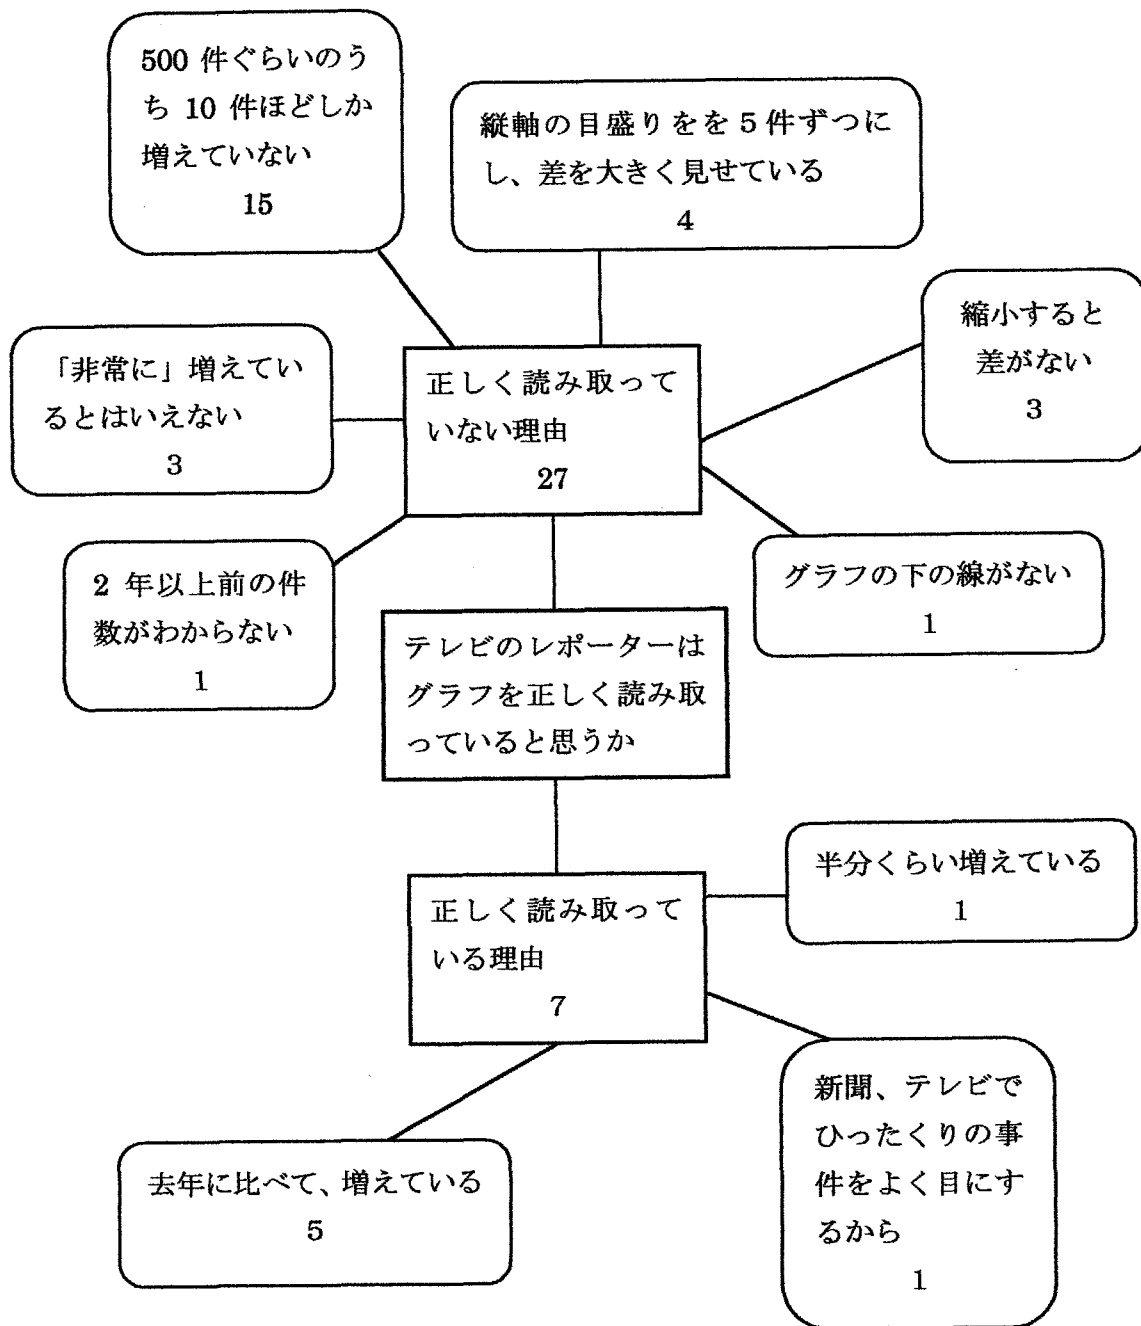 500 件ぐらいのう
ち 10 件ほどしか
増えていない
15
縦軸の目盛りをを 5 件ずつに
し、差を大きく見せている
4
縮小すると
差がない
3
「非常に」増えてい
るとはいえない
3
正しく読み取って
いない理由
27
2 年以上前の件
数がわからない
1
グラフの下の線がない
1
テレビのレポーターは
グラフを正しく読み取
っていると思うか
半分くらい増えている
1
正しく読み取って
いる理由
7
新聞、テレビで
ひったくりの事
件をよく目にす
るから
1
去年に比べて、増えている
5